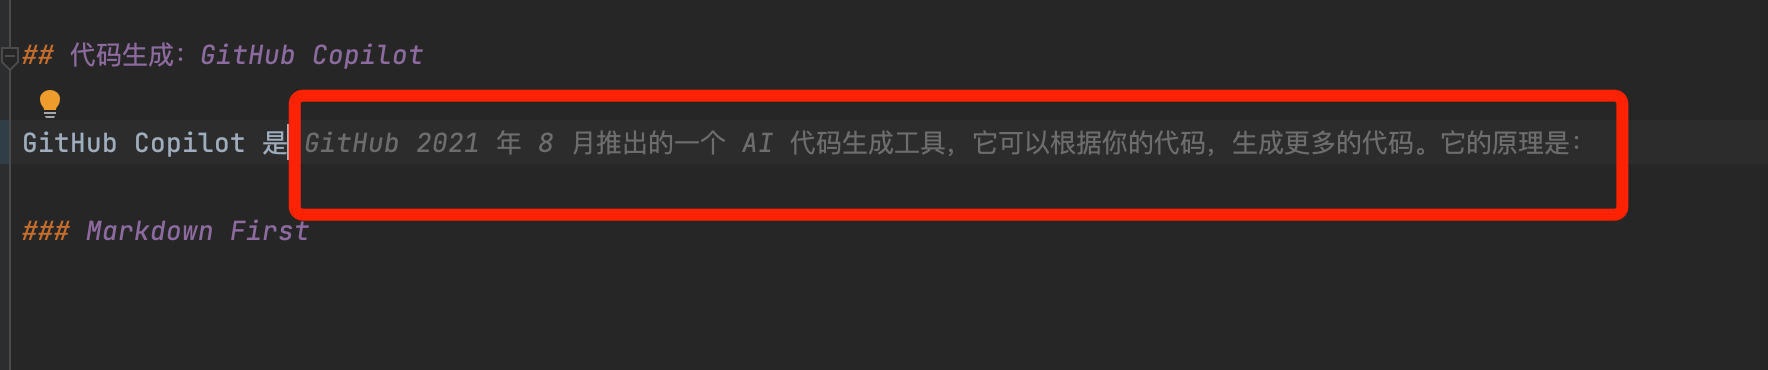 ## 代码生成：GitHub Copilot
GitHub Copilot 是 GitHub 2021 年 8 月推出的一个 AI 代码生成工具，它可以根据你的代码，生成更多的代码。它的原理是：
### Markdown First